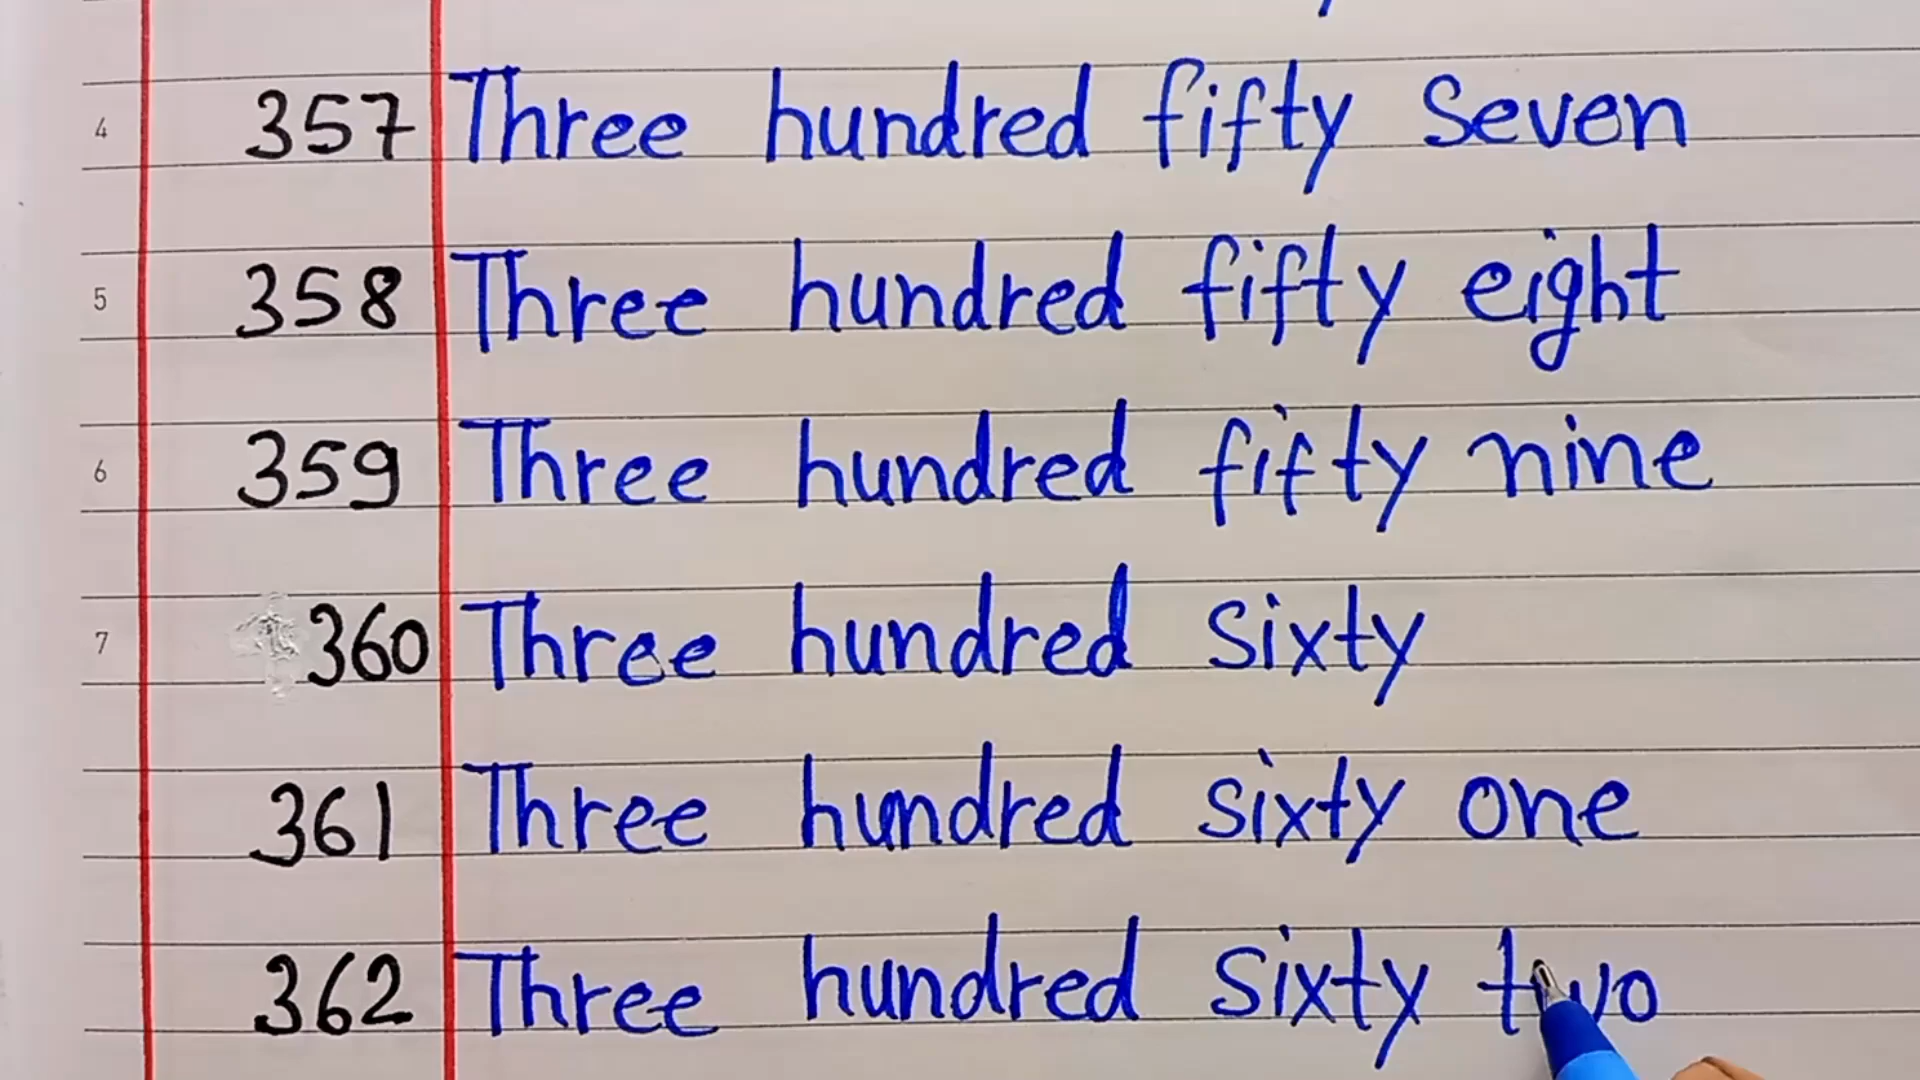 4 357 Three hundred fifty Seven
5 358 Three hundred fifty eight
6 359 Three hundred fifty nine
7 360 Three hundred sixty
361 Three hundred sixty one
7 362 Three hundred sixty two